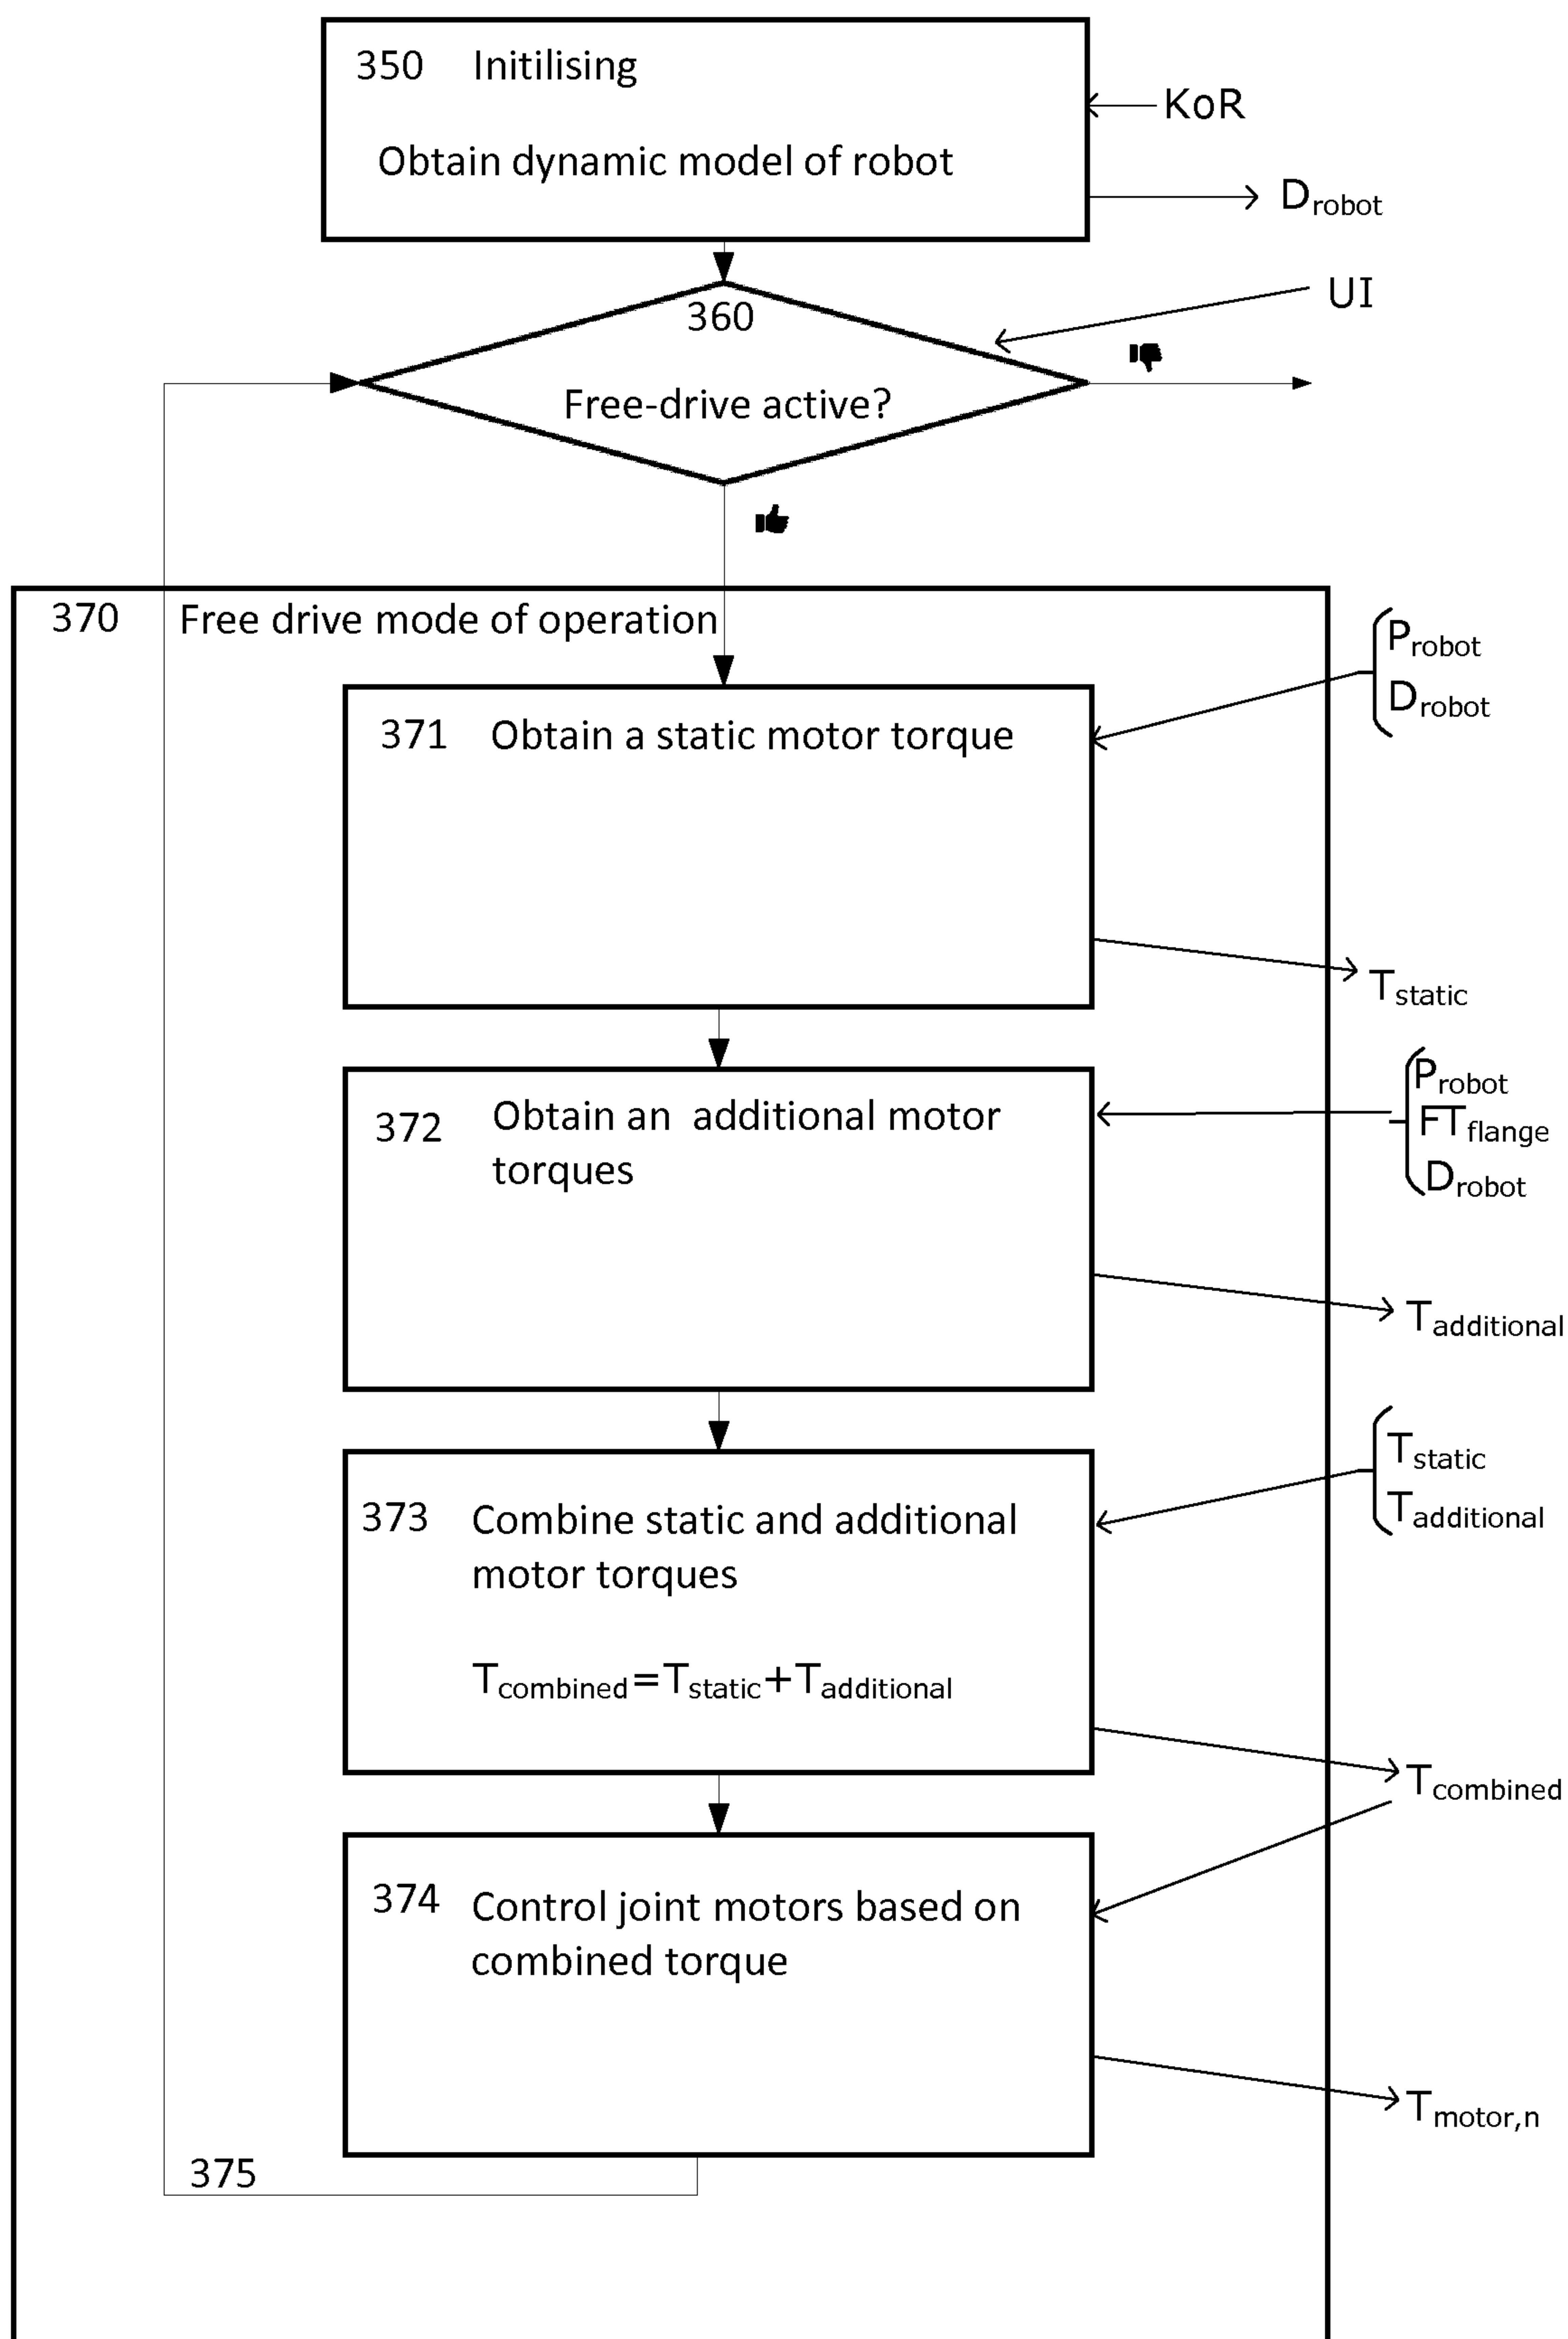 350 Initilising
KoR
Obtain dynamic model of robot
Drobot
UI
360
Free-drive active?
370 Free drive mode of operation
Probot
Drobot
371 Obtain a static motor torque
Tstatic
Probot
FTflange
Drobot
372 Obtain an additional motor
torques
Tadditional
Tstatic
Tadditional
373 Combine static and additional
motor torques
Tcombined=Tstatic+Tadditional
Tcombined
374 Control joint motors based on
combined torque
Tmotor,n
375